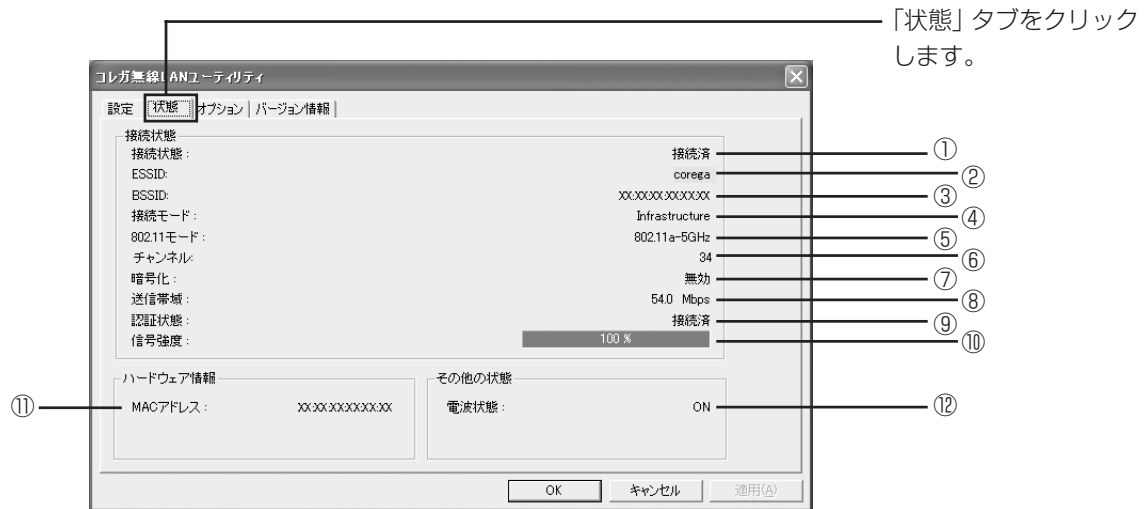 「状態」タブをクリック
します。
コレガ無線LANユーティリティ
設定 状態 オプション バージョン情報
接続状態
接続状態： 接続済 ①
ESSID: corega ②
BSSID: XX:XX:XX:XX:XX:XX ③
接続モード： Infrastructure ④
802.11モード： 802.11a-5GHz ⑤
チャンネル: 34 ⑥
暗号化： 無効 ⑦
送信帯域： 54.0 Mbps ⑧
認証状態： 接続済 ⑨
信号強度： 100 % ⑩
ハードウェア情報 その他の状態
⑪ MACアドレス： XX:XX:XX:XX:XX:XX 電波状態： ON ⑫
OK キャンセル 適用(A)